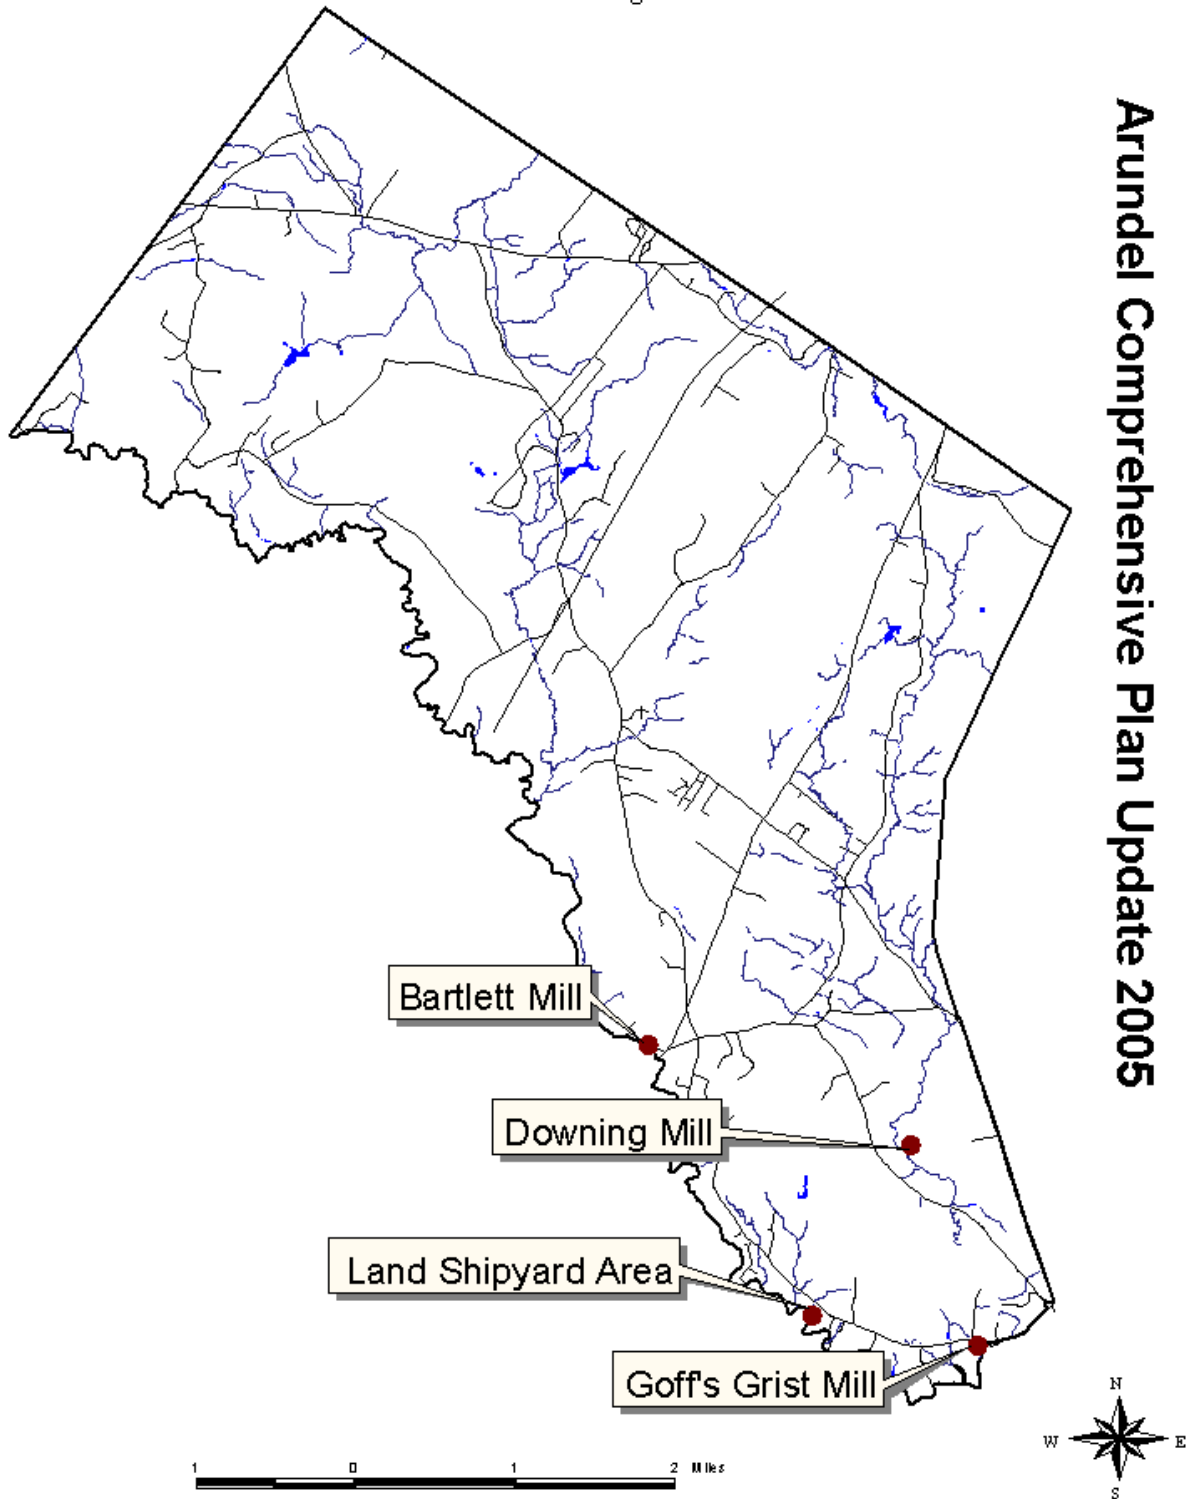 Arundel Comprehensive Plan Update 2005
Bartlett Mill
Downing Mill
Land Shipyard Area
Goff's Grist Mill
N
W E
S
1 0 1 2 Miles